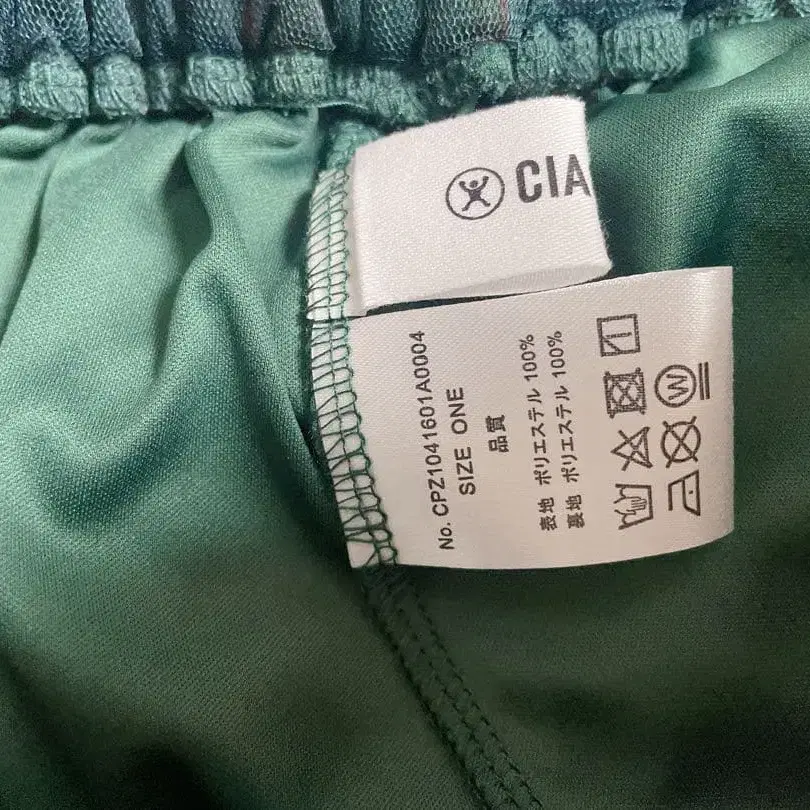 CIA
No. CPZ1041601A0004
SIZE ONE
品質
表地 ポリエステル 100%
裏地 ポリエステル 100%
W